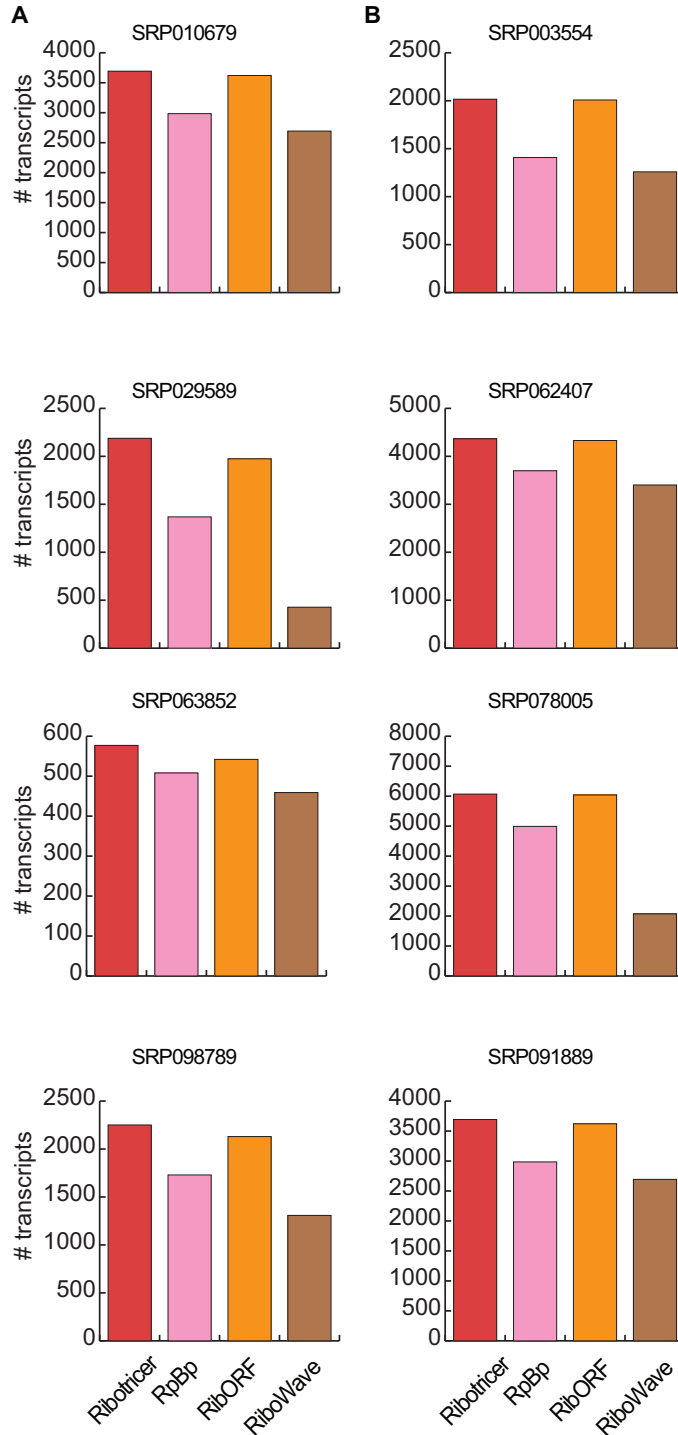 A
SRP010679
# transcripts
4000
3500
3000
2500
2000
1500
1000
500
0
SRP029589
# transcripts
2500
2000
1500
1000
500
0
SRP063852
# transcripts
600
500
400
300
200
100
0
SRP098789
# transcripts
2500
2000
1500
1000
500
0
Ribotricer
RpBp
RibORF
RiboWave
B
SRP003554
2500
2000
1500
1000
500
0
SRP062407
5000
4000
3000
2000
1000
0
SRP078005
8000
7000
6000
5000
4000
3000
2000
1000
0
SRP091889
4000
3500
3000
2500
2000
1500
1000
500
0
Ribotricer
RpBp
RibORF
RiboWave